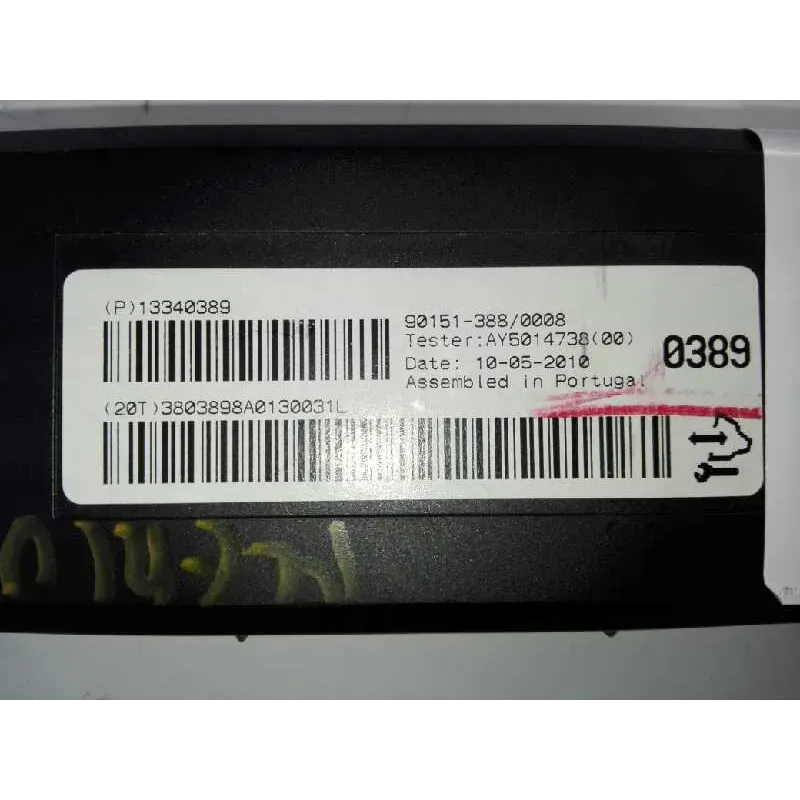 (P)13340389
90151-388/0008
Tester:AY5014738(00)
Date: 10-05-2010
Assembled in Portugal
0389
(20T)3803898A0130031L